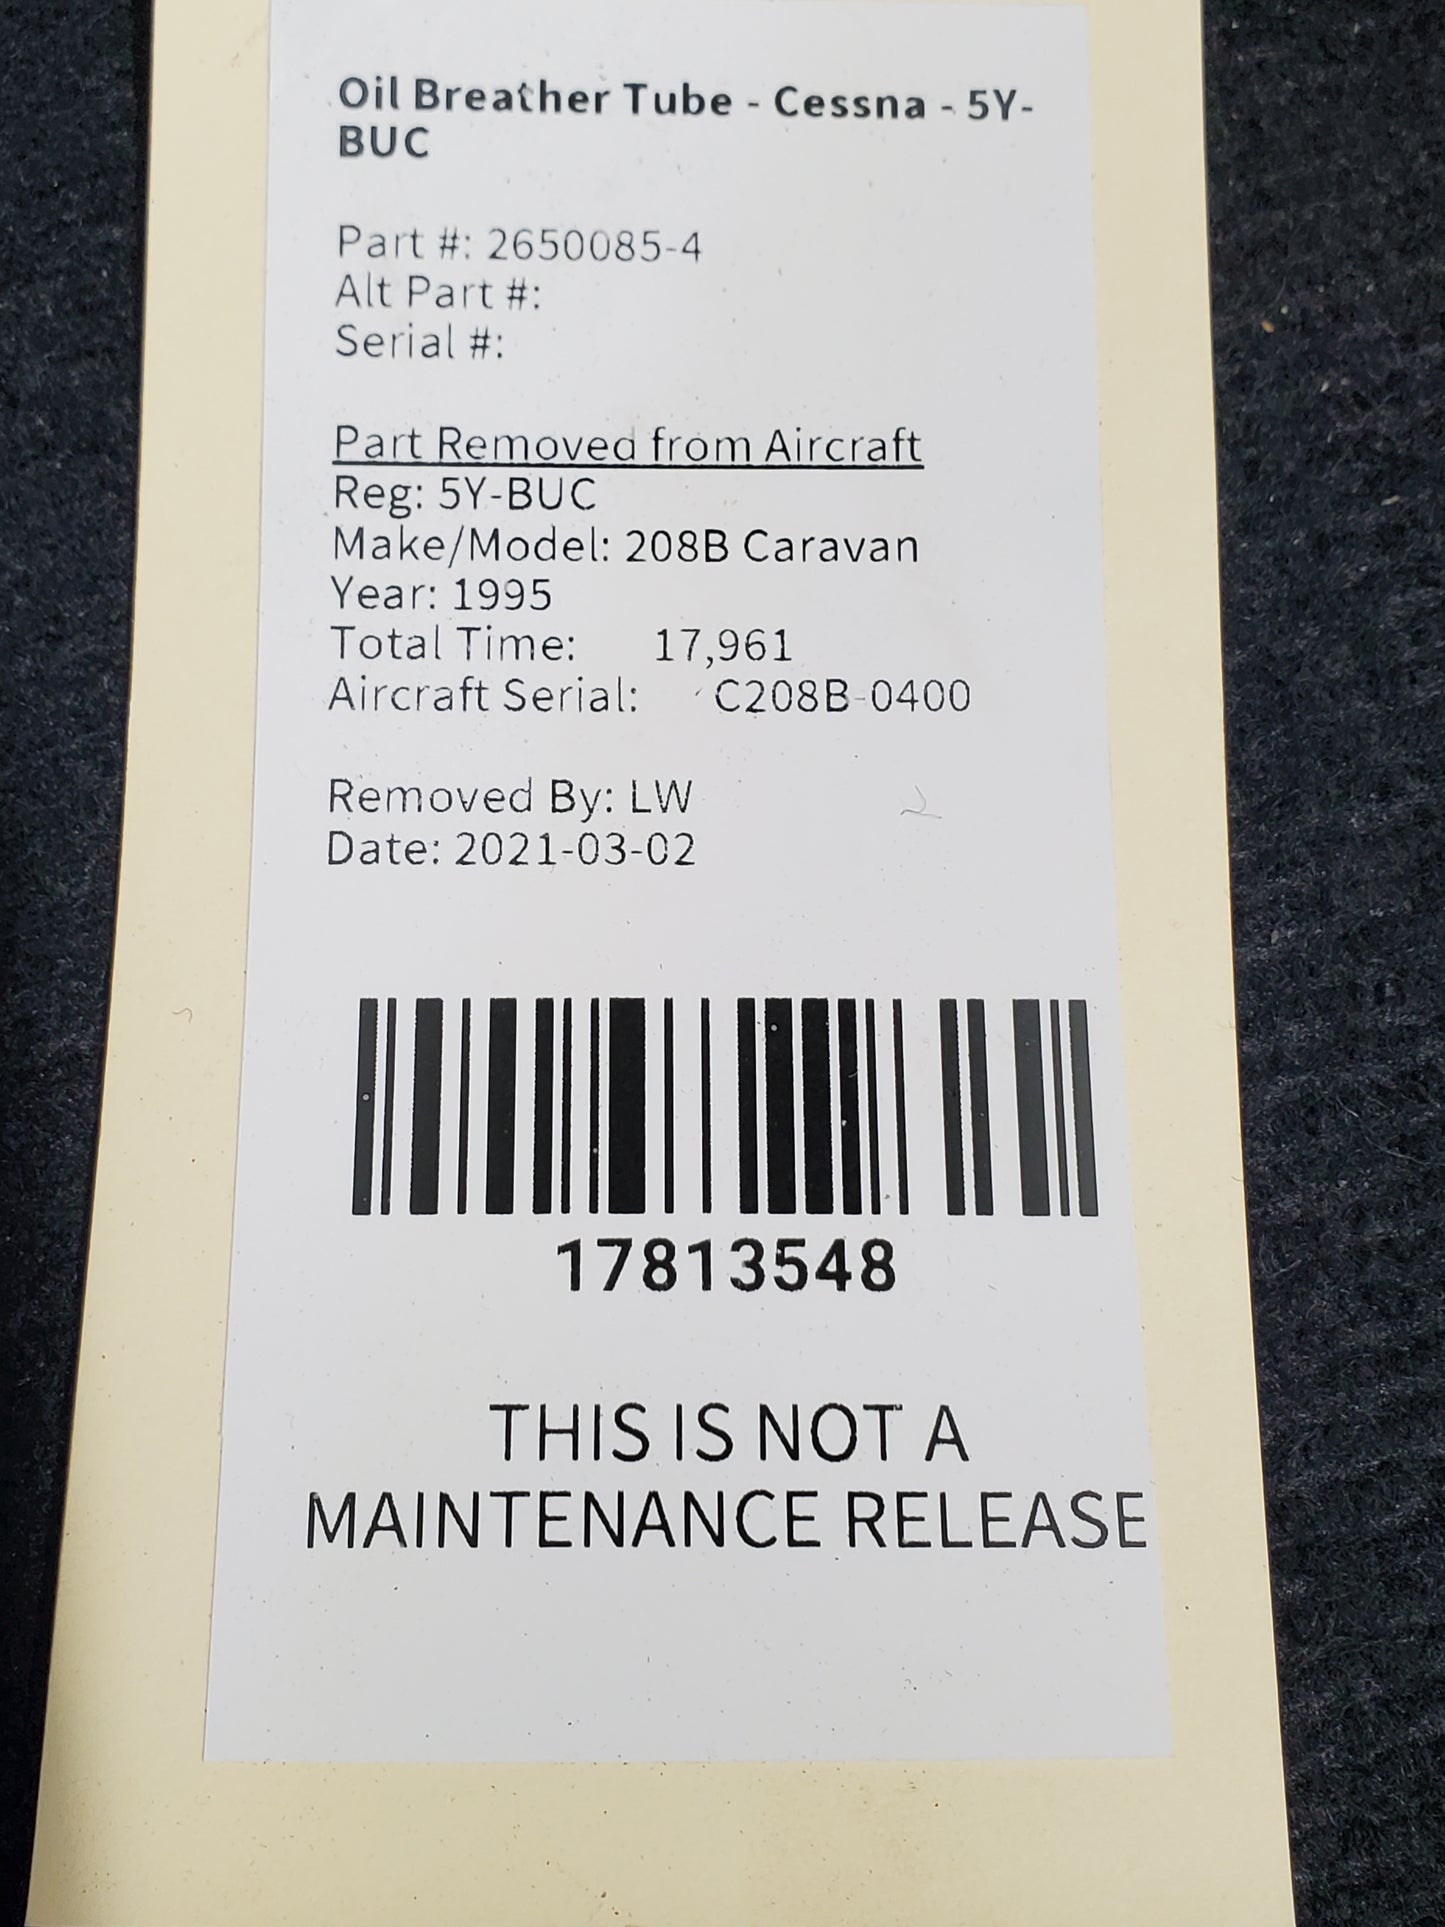 Oil Breather Tube - Cessna - 5Y-
BUC
Part #: 2650085-4
Alt Part #:
Serial #:
Part Removed from Aircraft
Reg: 5Y-BUC
Make/Model: 208B Caravan
Year: 1995
Total Time: 17,961
Aircraft Serial: C208B-0400
Removed By: LW
Date: 2021-03-02
17813548
THIS IS NOT A
MAINTENANCE RELEASE